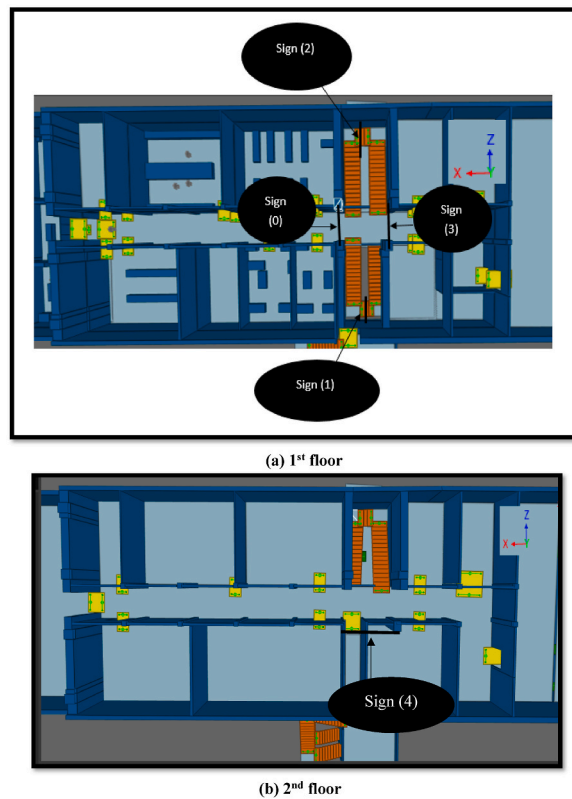 Sign (2)
Z
X
Y
Sign
(0)
Sign
(3)
Sign (1)
(a) 1st floor
Z
X
Y
Sign (4)
(b) 2nd floor